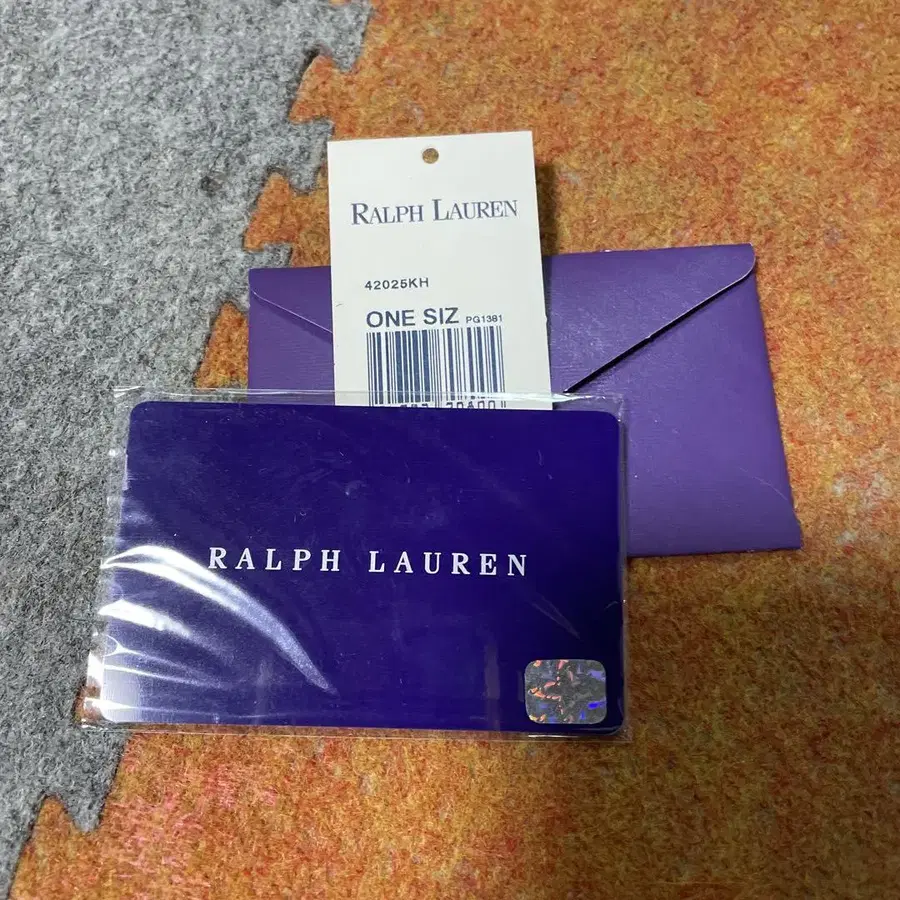 RALPH LAUREN
42025KH
ONE SIZ PG1381
RALPH LAUREN